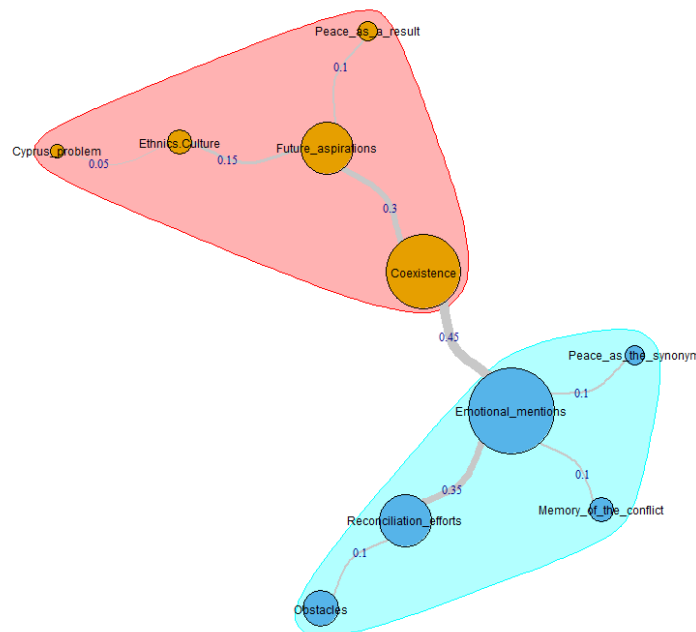 Peace_as_a_result
0.1
Ethnics.Culture
Cyprus_problem
0.05
0.15
Future_aspirations
0.3
Coexistence
0.45
Peace_as_the_synonym
0.1
Emotional_mentions
0.1
0.35
Memory_of_the_conflict
Reconciliation_efforts
0.1
Obstacles